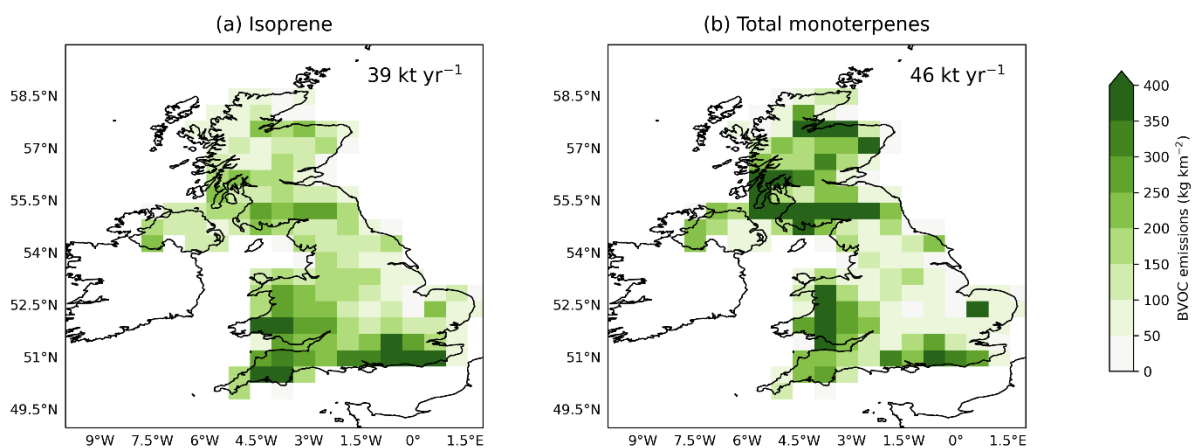 (a) Isoprene
39 kt yr⁻¹
58.5°N
57°N
55.5°N
54°N
52.5°N
51°N
49.5°N
9°W 7.5°W 6°W 4.5°W 3°W 1.5°W 0° 1.5°E
(b) Total monoterpenes
46 kt yr⁻¹
58.5°N
57°N
55.5°N
54°N
52.5°N
51°N
49.5°N
9°W 7.5°W 6°W 4.5°W 3°W 1.5°W 0° 1.5°E
400
350
300
250
200
150
100
50
0
BVOC emissions (kg km⁻²)